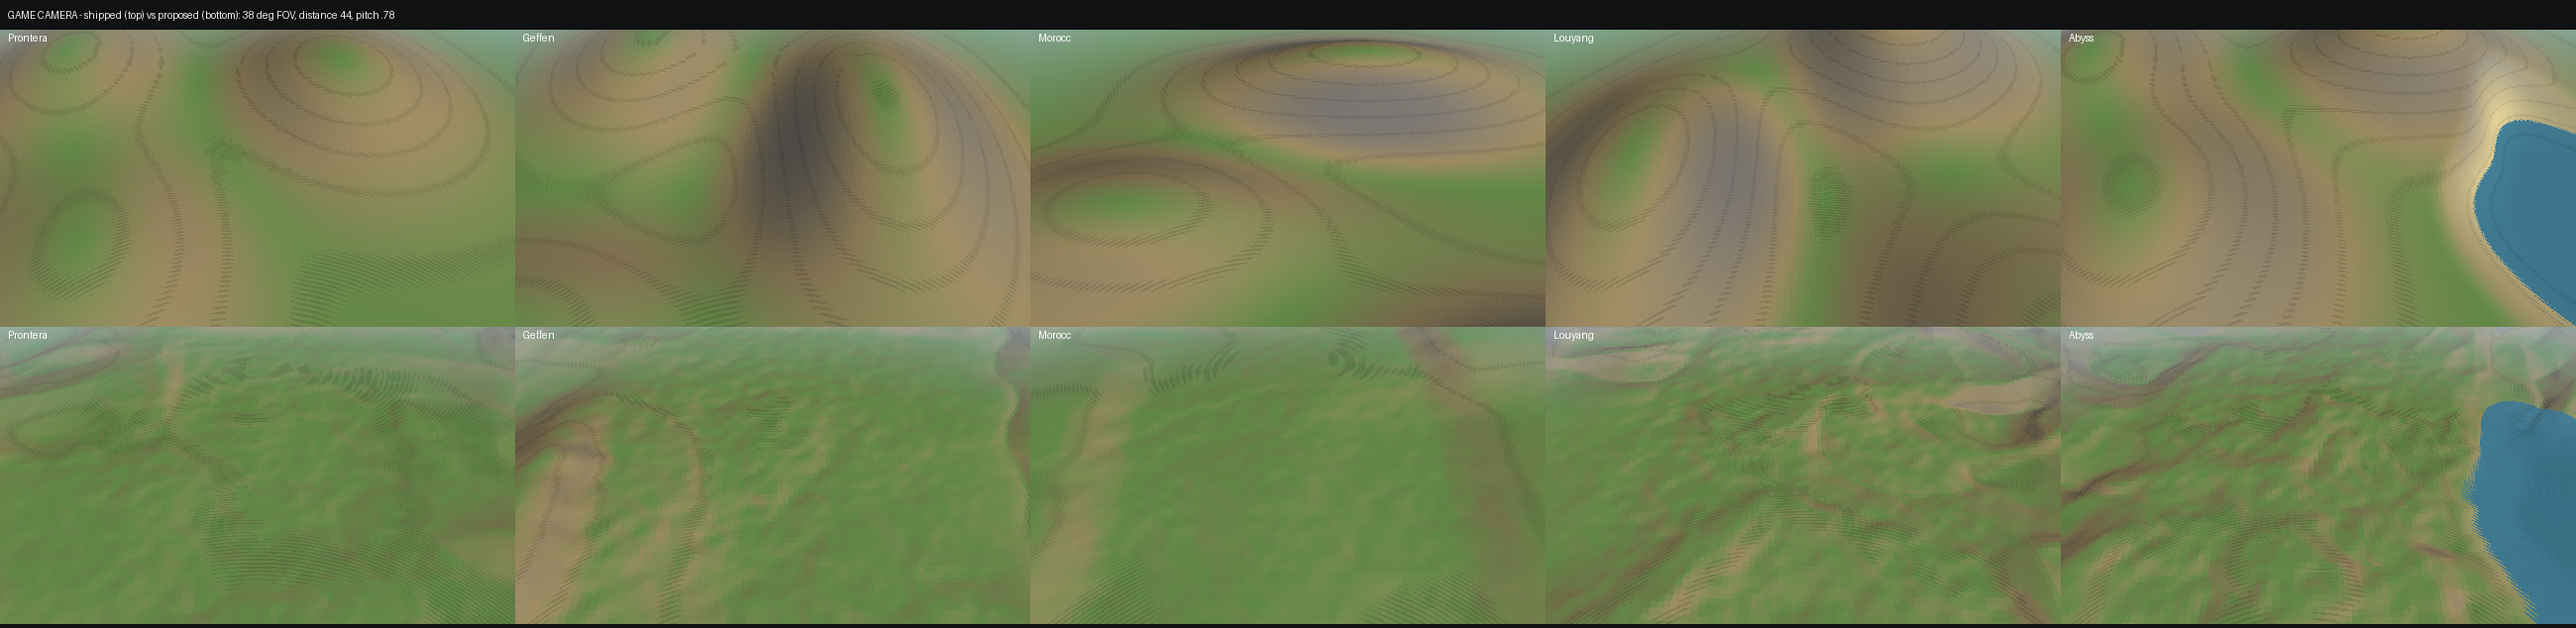 GAME CAMERA - shipped (top) vs proposed (bottom): 38 deg FOV, distance 44, pitch .78
Prontera Geffen Morocc Louyang Abyss
Prontera Geffen Morocc Louyang Abyss